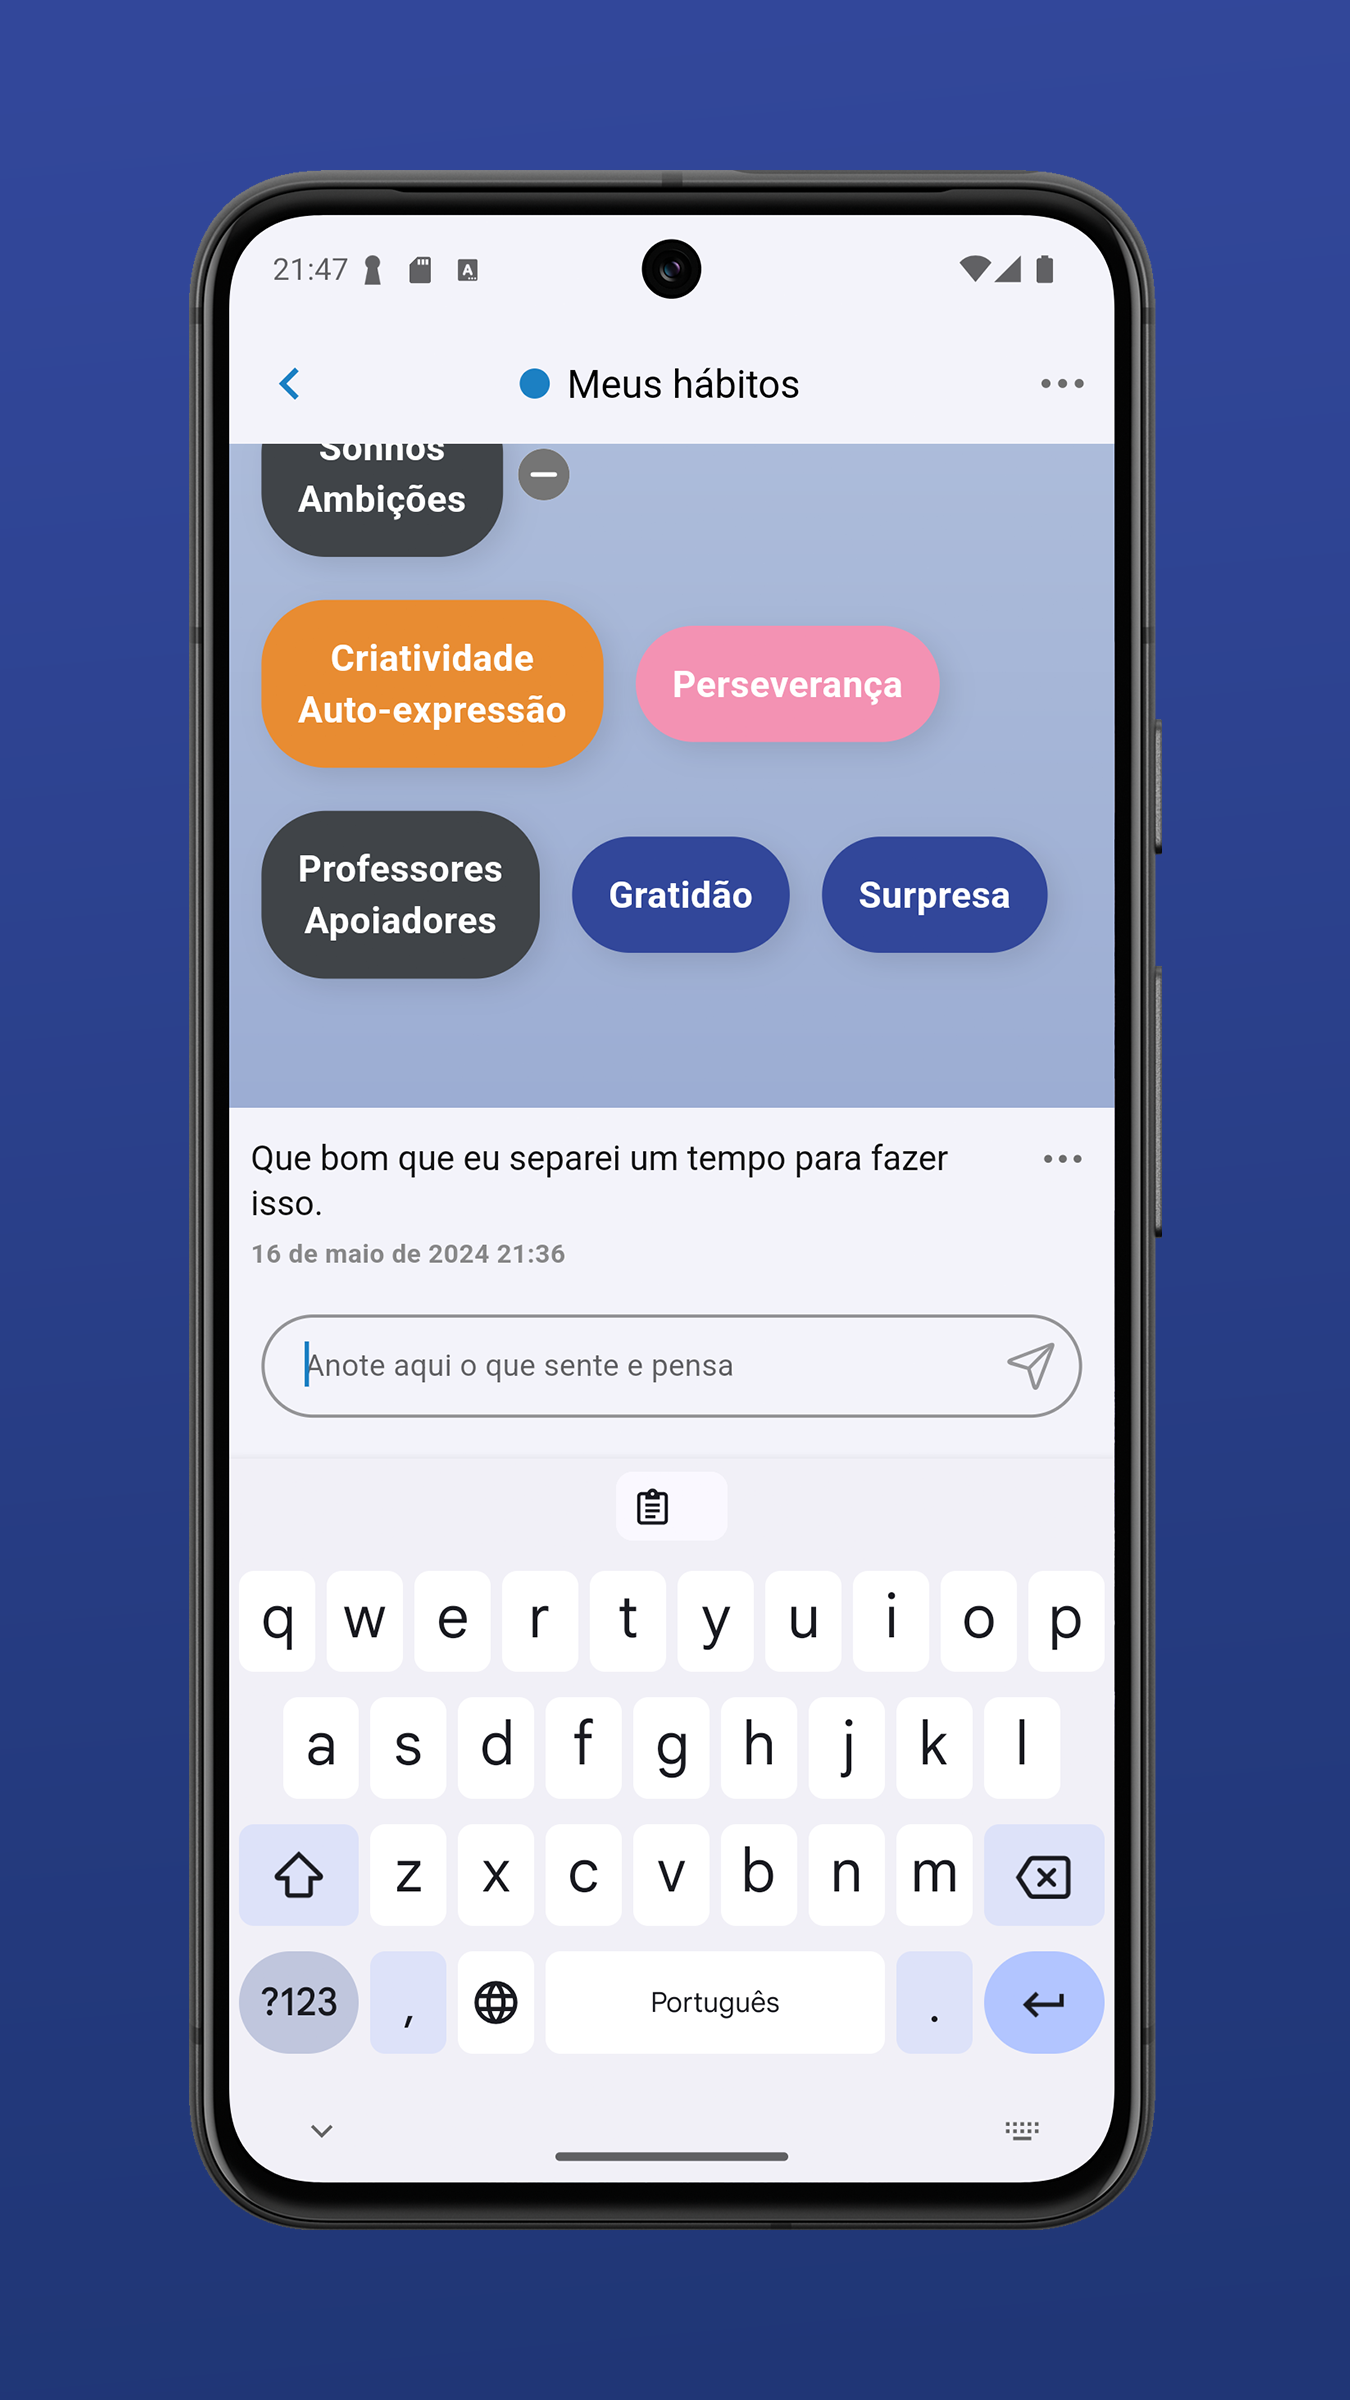 21:47
Meus hábitos
Sonhos
Ambições
Criatividade
Auto-expressão
Perseverança
Professores
Apoiadores
Gratidão
Surpresa
Que bom que eu separei um tempo para fazer
isso.
16 de maio de 2024 21:36
Anote aqui o que sente e pensa
q w e r t y u i o p
a s d f g h j k l
z x c v b n m
?123 , Português .